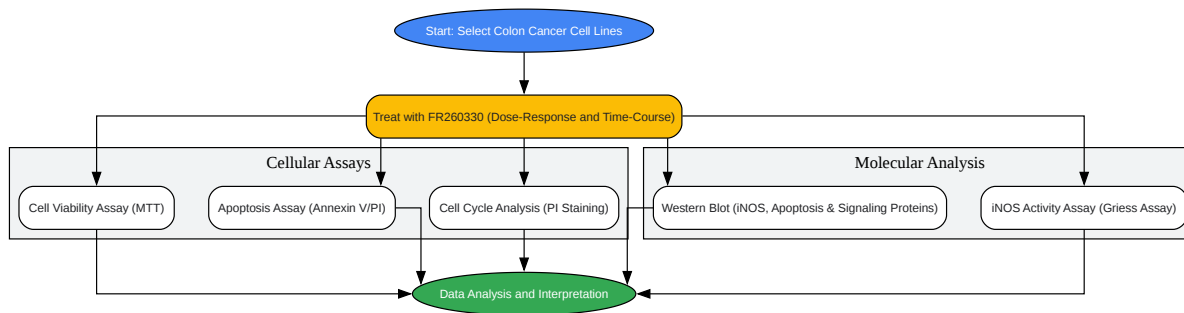 Start: Select Colon Cancer Cell Lines
Treat with FR260330 (Dose-Response and Time-Course)
Cellular Assays
Molecular Analysis
Cell Viability Assay (MTT)
Apoptosis Assay (Annexin V/PI)
Cell Cycle Analysis (PI Staining)
Western Blot (iNOS, Apoptosis & Signaling Proteins)
iNOS Activity Assay (Griess Assay)
Data Analysis and Interpretation